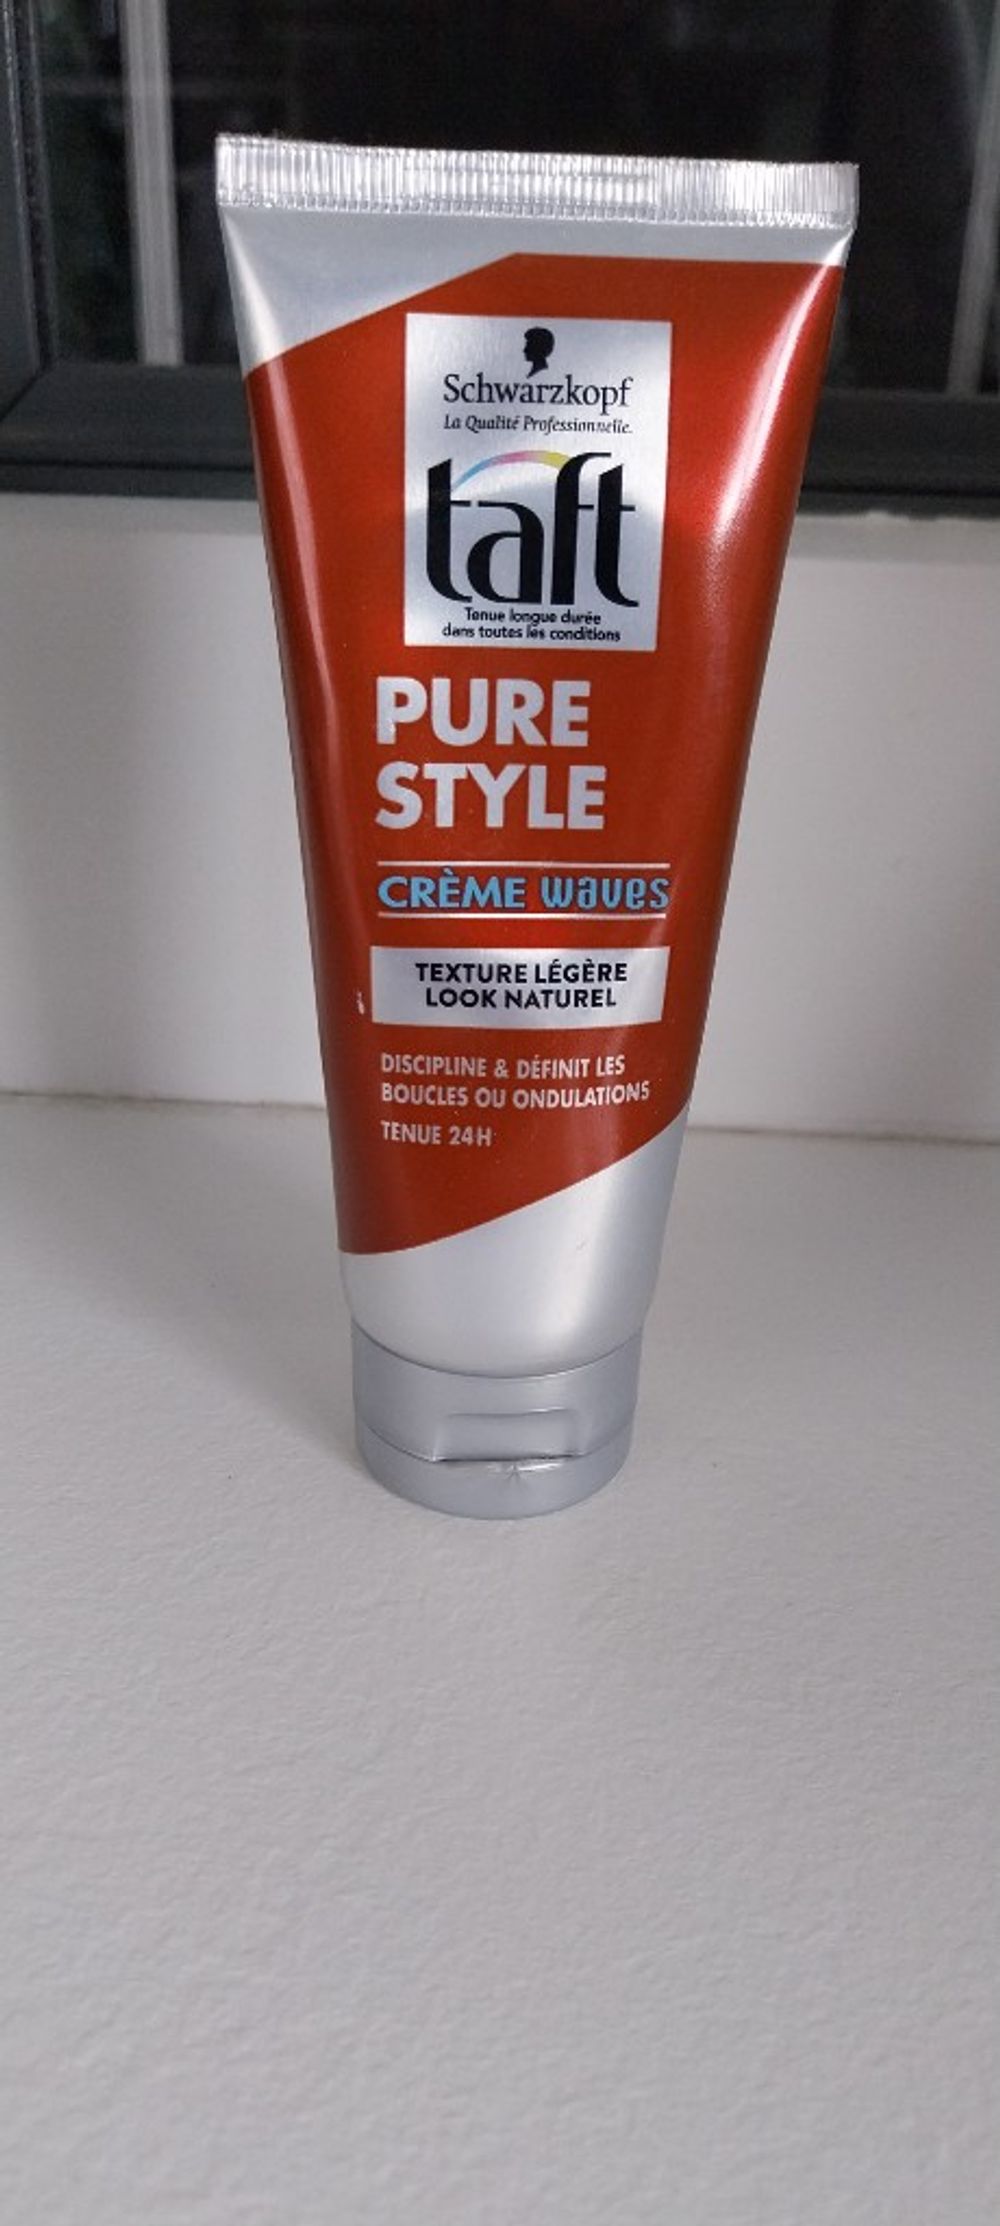 Schwarzkopf
La Qualité Professionnelle.
taft
Tenue longue durée
dans toutes les conditions
PURE
STYLE
CRÈME waves
TEXTURE LÉGÈRE
LOOK NATUREL
DISCIPLINE & DÉFINIT LES
BOUCLES OU ONDULATIONS
TENUE 24H